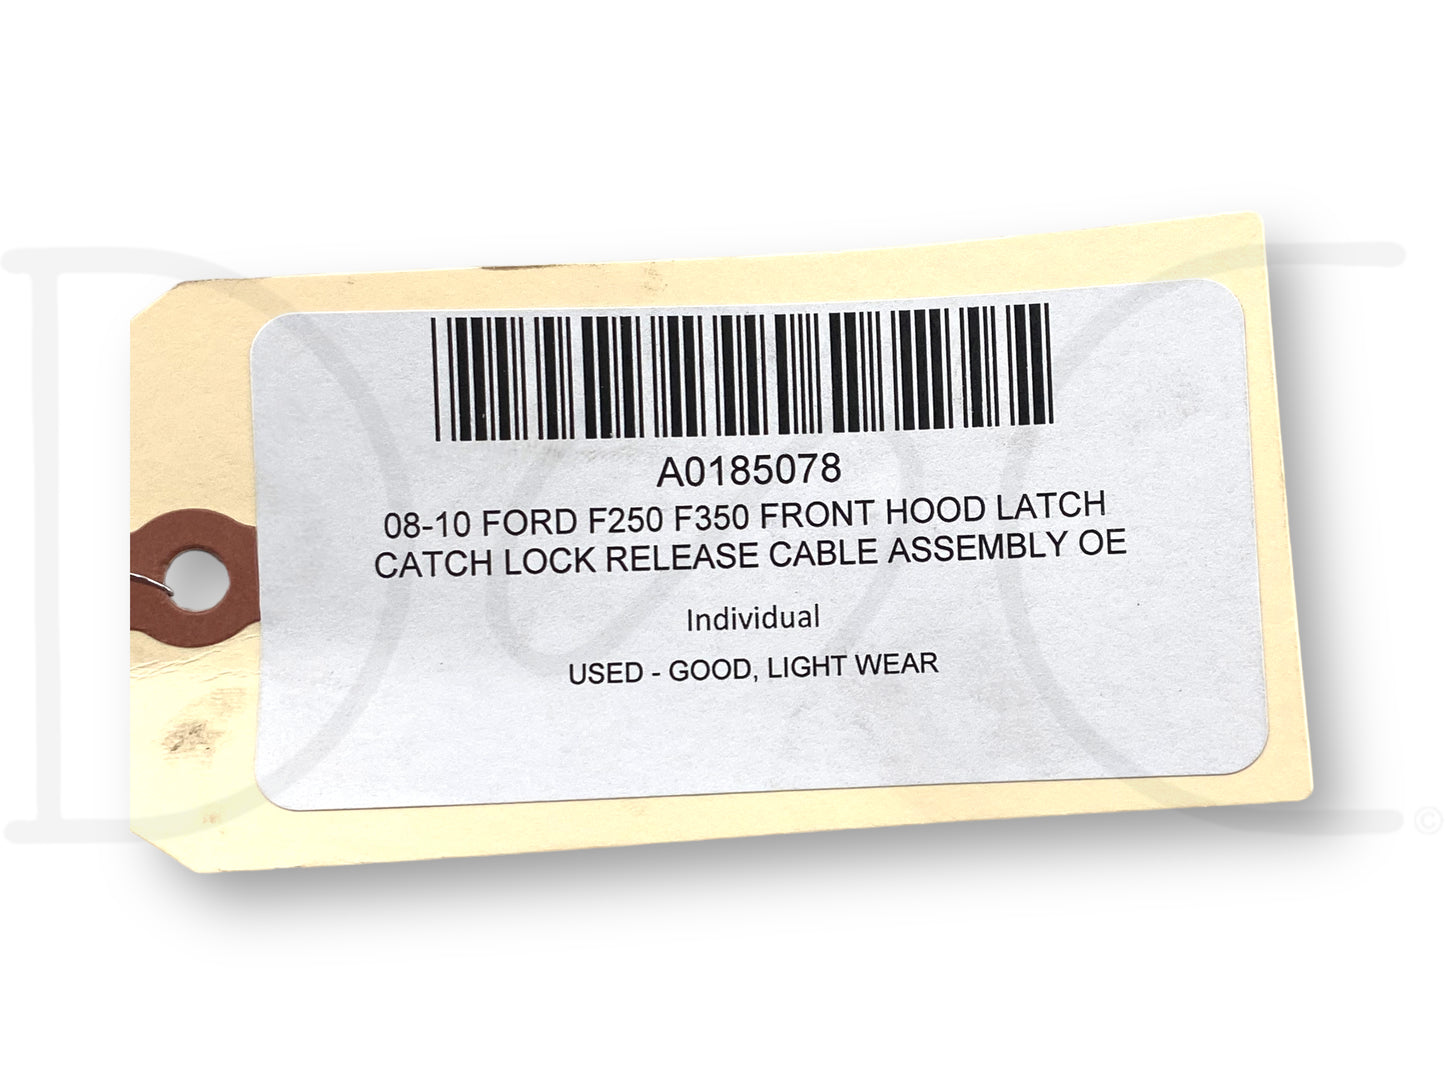 A0185078
08-10 FORD F250 F350 FRONT HOOD LATCH
CATCH LOCK RELEASE CABLE ASSEMBLY OE
Individual
USED - GOOD, LIGHT WEAR
©